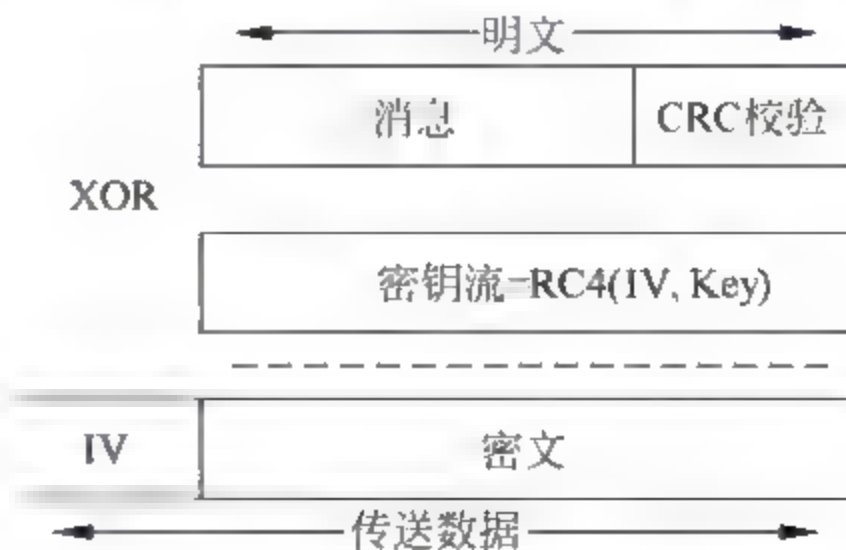 明文
消息 CRC校验
XOR
密钥流=RC4(IV, Key)
IV 密文
传送数据